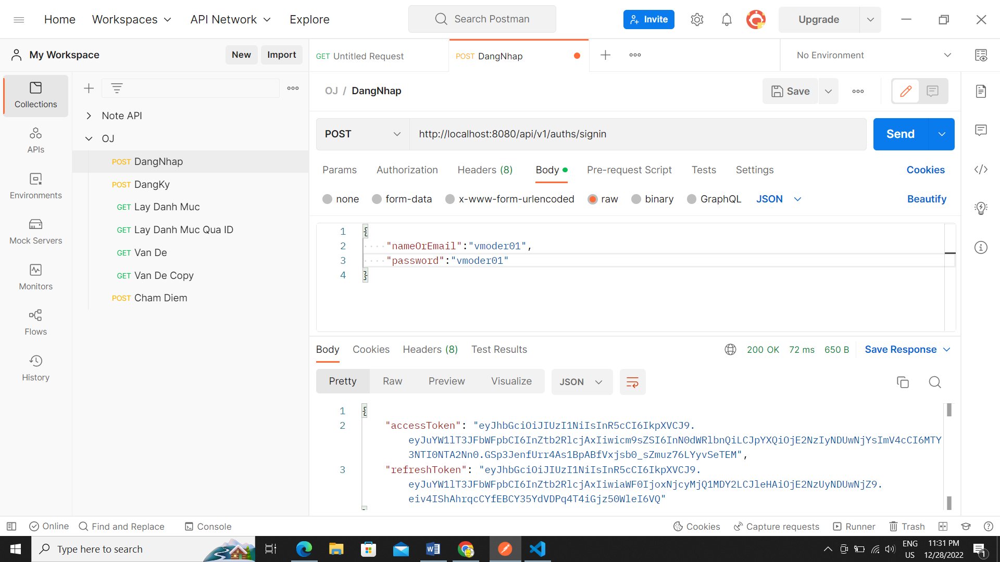 Home Workspaces API Network Explore Search Postman Invite Upgrade
My Workspace New Import GET Untitled Request POST DangNhap No Environment
Collections
APIs
Environments
Mock Servers
Monitors
Flows
History
Note API
OJ
POST DangNhap
POST DangKy
GET Lay Danh Muc
GET Lay Danh Muc Qua ID
GET Van De
GET Van De Copy
POST Cham Diem
OJ / DangNhap Save
POST http://localhost:8080/api/v1/auths/signin Send
Params Authorization Headers (8) Body Pre-request Script Tests Settings Cookies
none form-data x-www-form-urlencoded raw binary GraphQL JSON Beautify
1 {
2 "nameOrEmail":"vmoder01",
3 "password":"vmoder01"
4 }
Body Cookies Headers (8) Test Results 200 OK 72 ms 650 B Save Response
Pretty Raw Preview Visualize JSON
1 {
2 "accessToken": "eyJhbGciOiJIUzI1NiIsInR5cCI6IkpXVCJ9.
eyJuYW1lT3JFbWFpbCI6InZtb2RlcjAxIiwicm9sZSI6InN0dWRlbnQiLCJpYXQiOjE2NzIyNDUwNjYsImV4cCI6MTY
3NTI0NTA2Nn0.GSp3JenfUrr4As1BpABfVxjsb0_sZmuz76LYyvSeTEM",
3 "refreshToken": "eyJhbGciOiJIUzI1NiIsInR5cCI6IkpXVCJ9.
eyJuYW1lT3JFbWFpbCI6InZtb2RlcjAxIiwiaWF0IjoxNjcyMjQ1MDY2LCJleHAiOjE2NzUyNDUwNjZ9.
eiv4IShAhrqcCYfEBCY35YdVDPq4T4iGjz50WleI6VQ"
Online Find and Replace Console Cookies Capture requests Runner Trash
Type here to search ENG US 11:31 PM 12/28/2022 1